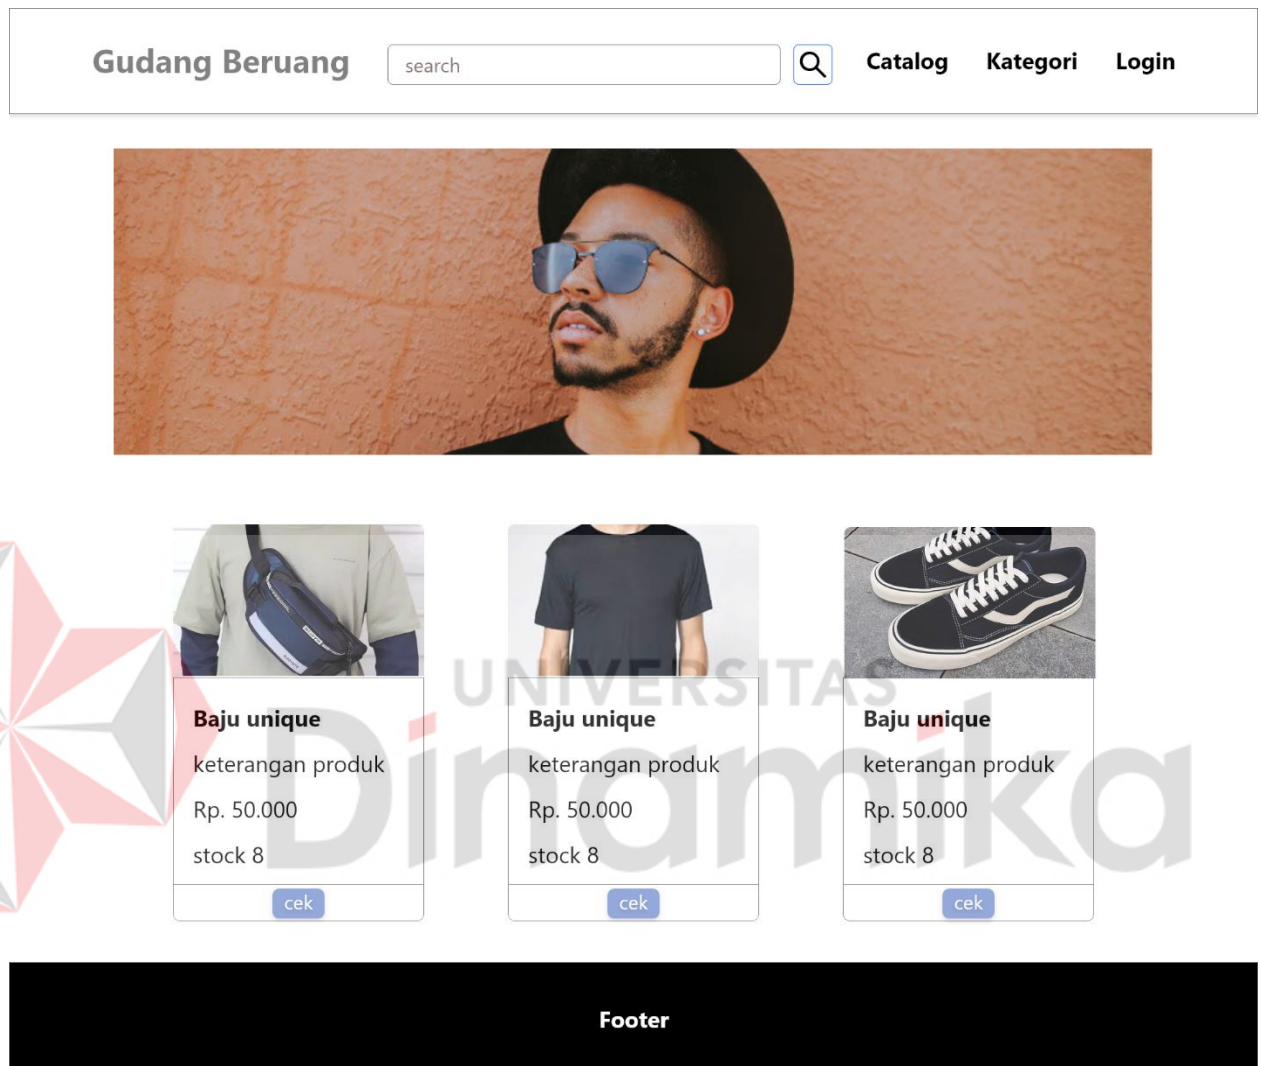 Gudang Beruang
search
Catalog
Kategori
Login
UNIVERSITAS
Dinamika
Baju unique
keterangan produk
Rp. 50.000
stock 8
cek
Baju unique
keterangan produk
Rp. 50.000
stock 8
cek
Baju unique
keterangan produk
Rp. 50.000
stock 8
cek
Footer